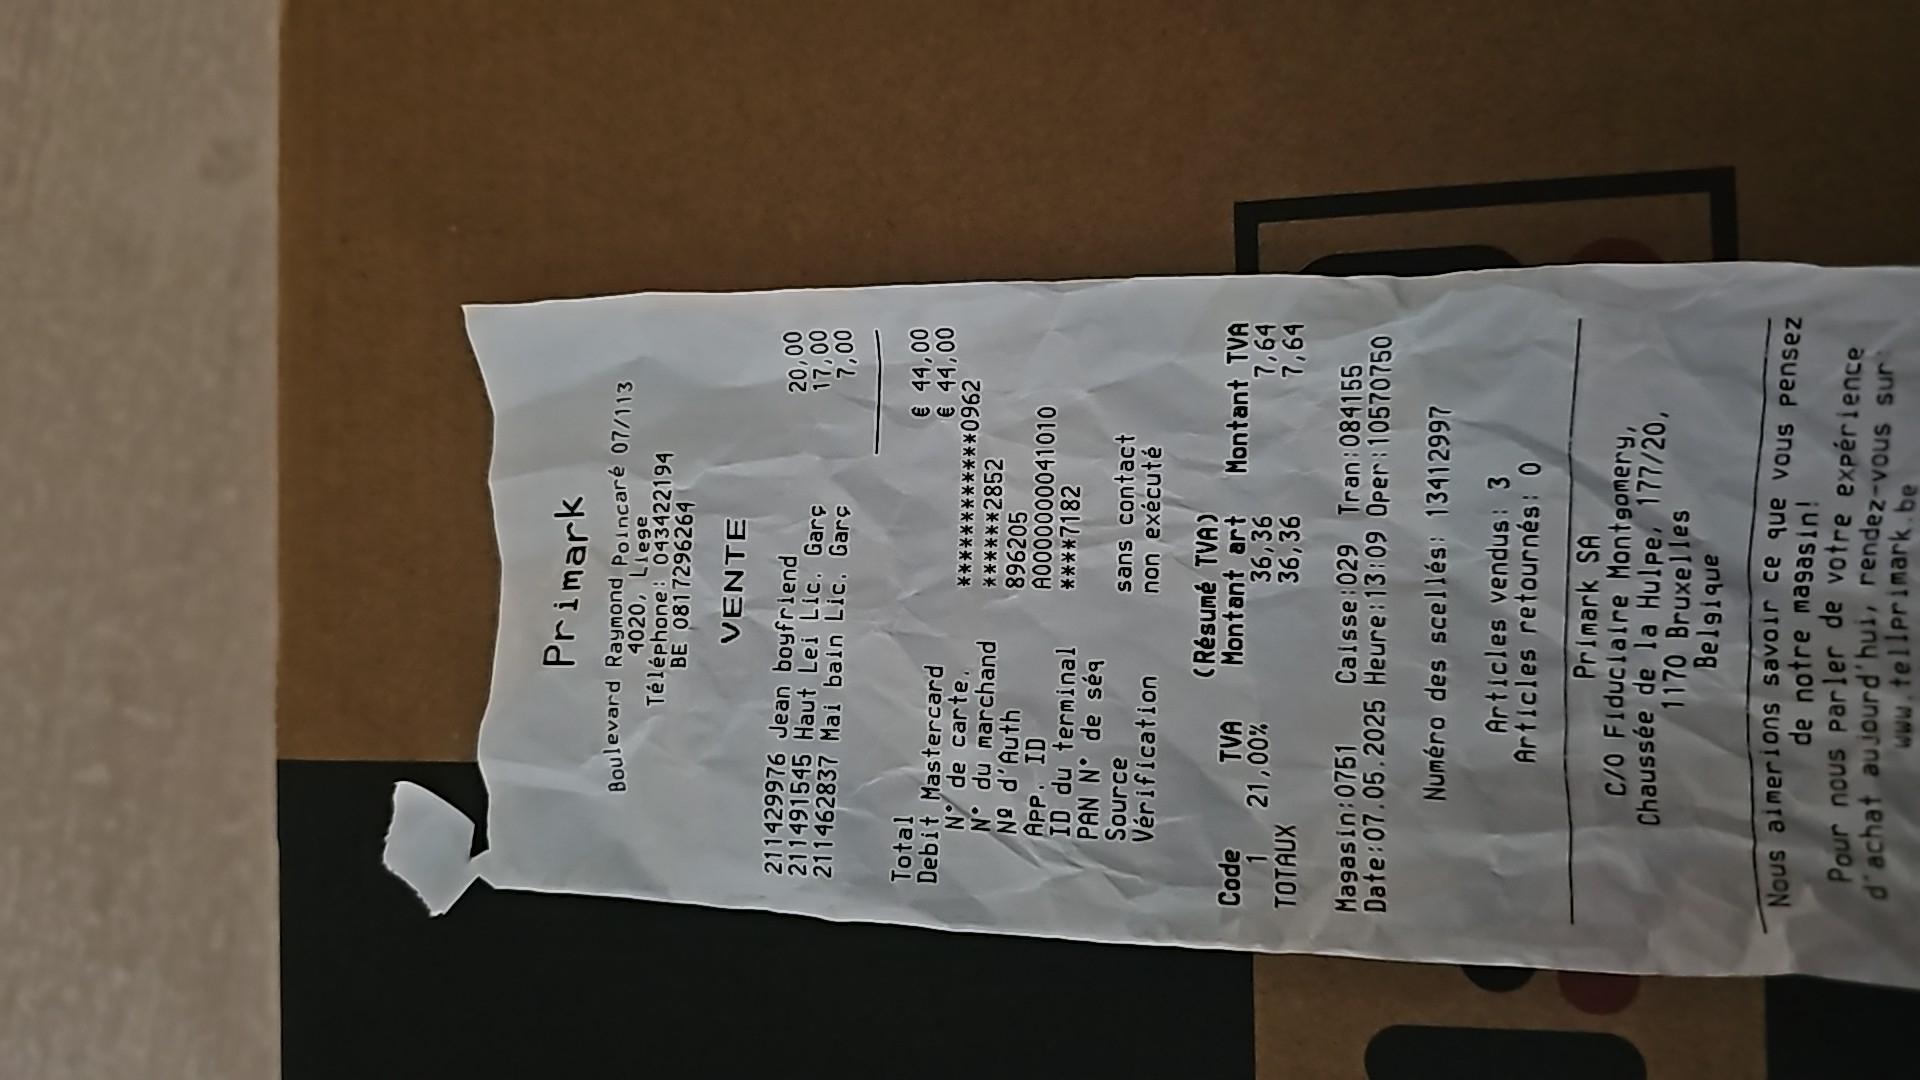 Primark
Boulevard Raymond Poincaré 07/113
4020, Liege
Téléphone: 043422194
BE 0817296264
VENTE
211429976 Jean boyfriend 20,00
211491545 Haut Lei Lic. Garç 17,00
211462837 Mai bain Lic. Garç 7,00
Total € 44,00
Debit Mastercard € 44,00
N° de carte. ************0962
N° du marchand ******2852
Nº d'Auth 896205
App. ID A0000000041010
ID du terminal ****7182
PAN N° de séq
Source sans contact
Vérification non exécuté
(Résumé TVA)
Code TVA Montant art Montant TVA
1 21,00% 36,36 7,64
TOTAUX 36,36 7,64
Magasin:0751 Caisse:029 Tran:084155
Date:07.05.2025 Heure:13:09 Oper:10570750
Numéro des scellés: 134112997
Articles vendus: 3
Articles retournés: 0
Primark SA
C/O Fiduciaire Montgomery,
Chaussée de la Hulpe, 177/20,
1170 Bruxelles
Belgique
Nous aimerions savoir ce que vous pensez
de notre magasin!
Pour nous parler de votre expérience
d'achat aujourd'hui, rendez-vous sur:
www.tellprimark.be